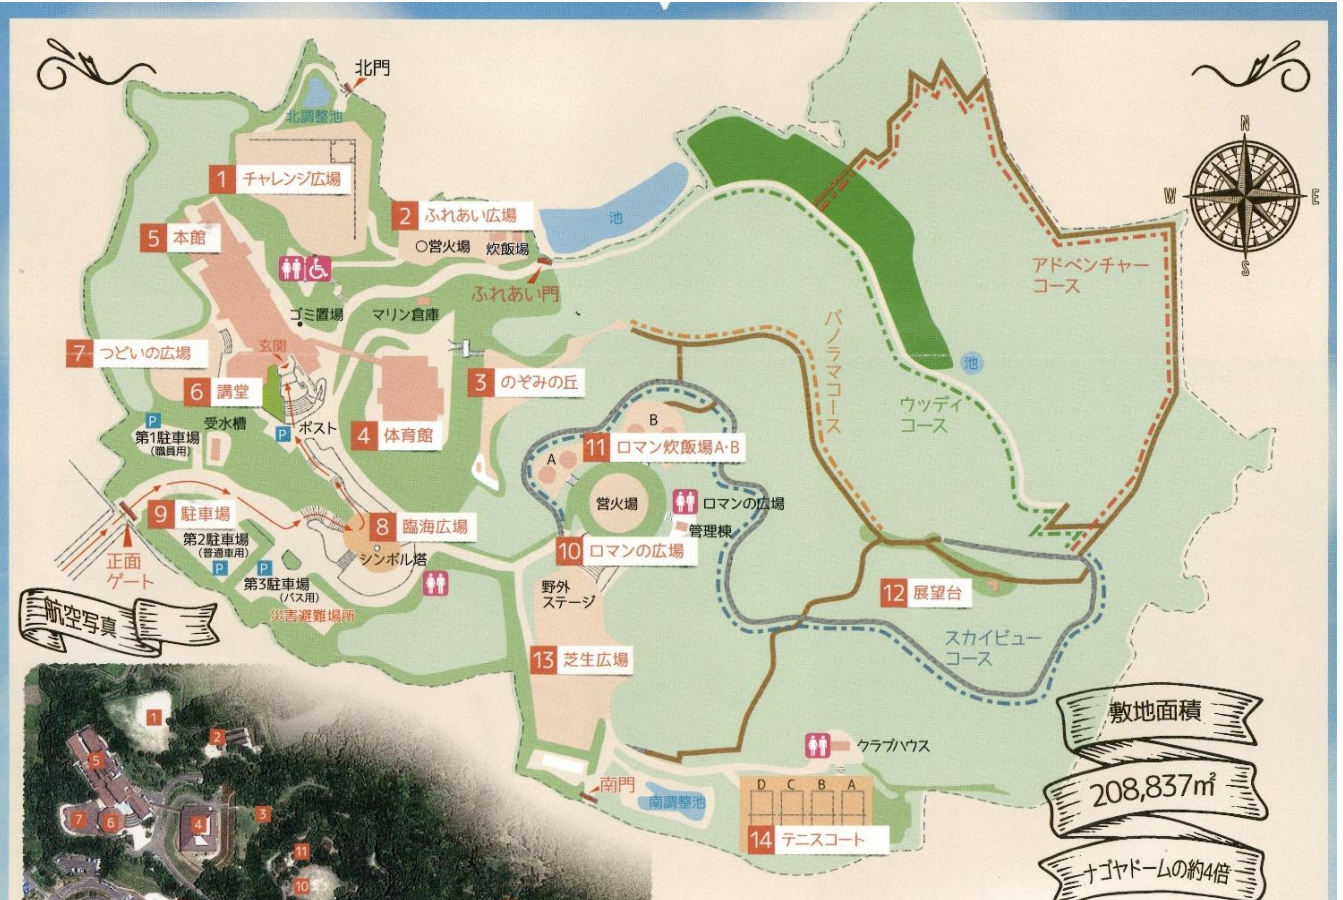 北門
北調整池
N
W
E
S
1 チャレンジ広場
2 ふれあい広場
○営火場
炊飯場
池
5 本館
ふれあい門
アドベンチャー
コース
ゴミ置場
マリン倉庫
7 つどいの広場
玄関
3 のぞみの丘
パノラマコース
池
6 講堂
ウッディ
コース
P
第1駐車場
(職員用)
受水槽
P
ポスト
4 体育館
B
11 ロマン炊飯場A・B
A
営火場
ロマンの広場
管理棟
9 駐車場
8 臨海広場
シンボル塔
10 ロマンの広場
正面
ゲート
第2駐車場
(普通車用)
P
P
第3駐車場
(バス用)
災害避難場所
野外
ステージ
12 展望台
航空写真
スカイビュー
コース
13 芝生広場
敷地面積
208,837㎡
ナゴヤドームの約4倍
クラブハウス
南門
南調整池
D C B A
14 テニスコート
1
2
5
3
7
6
4
11
10